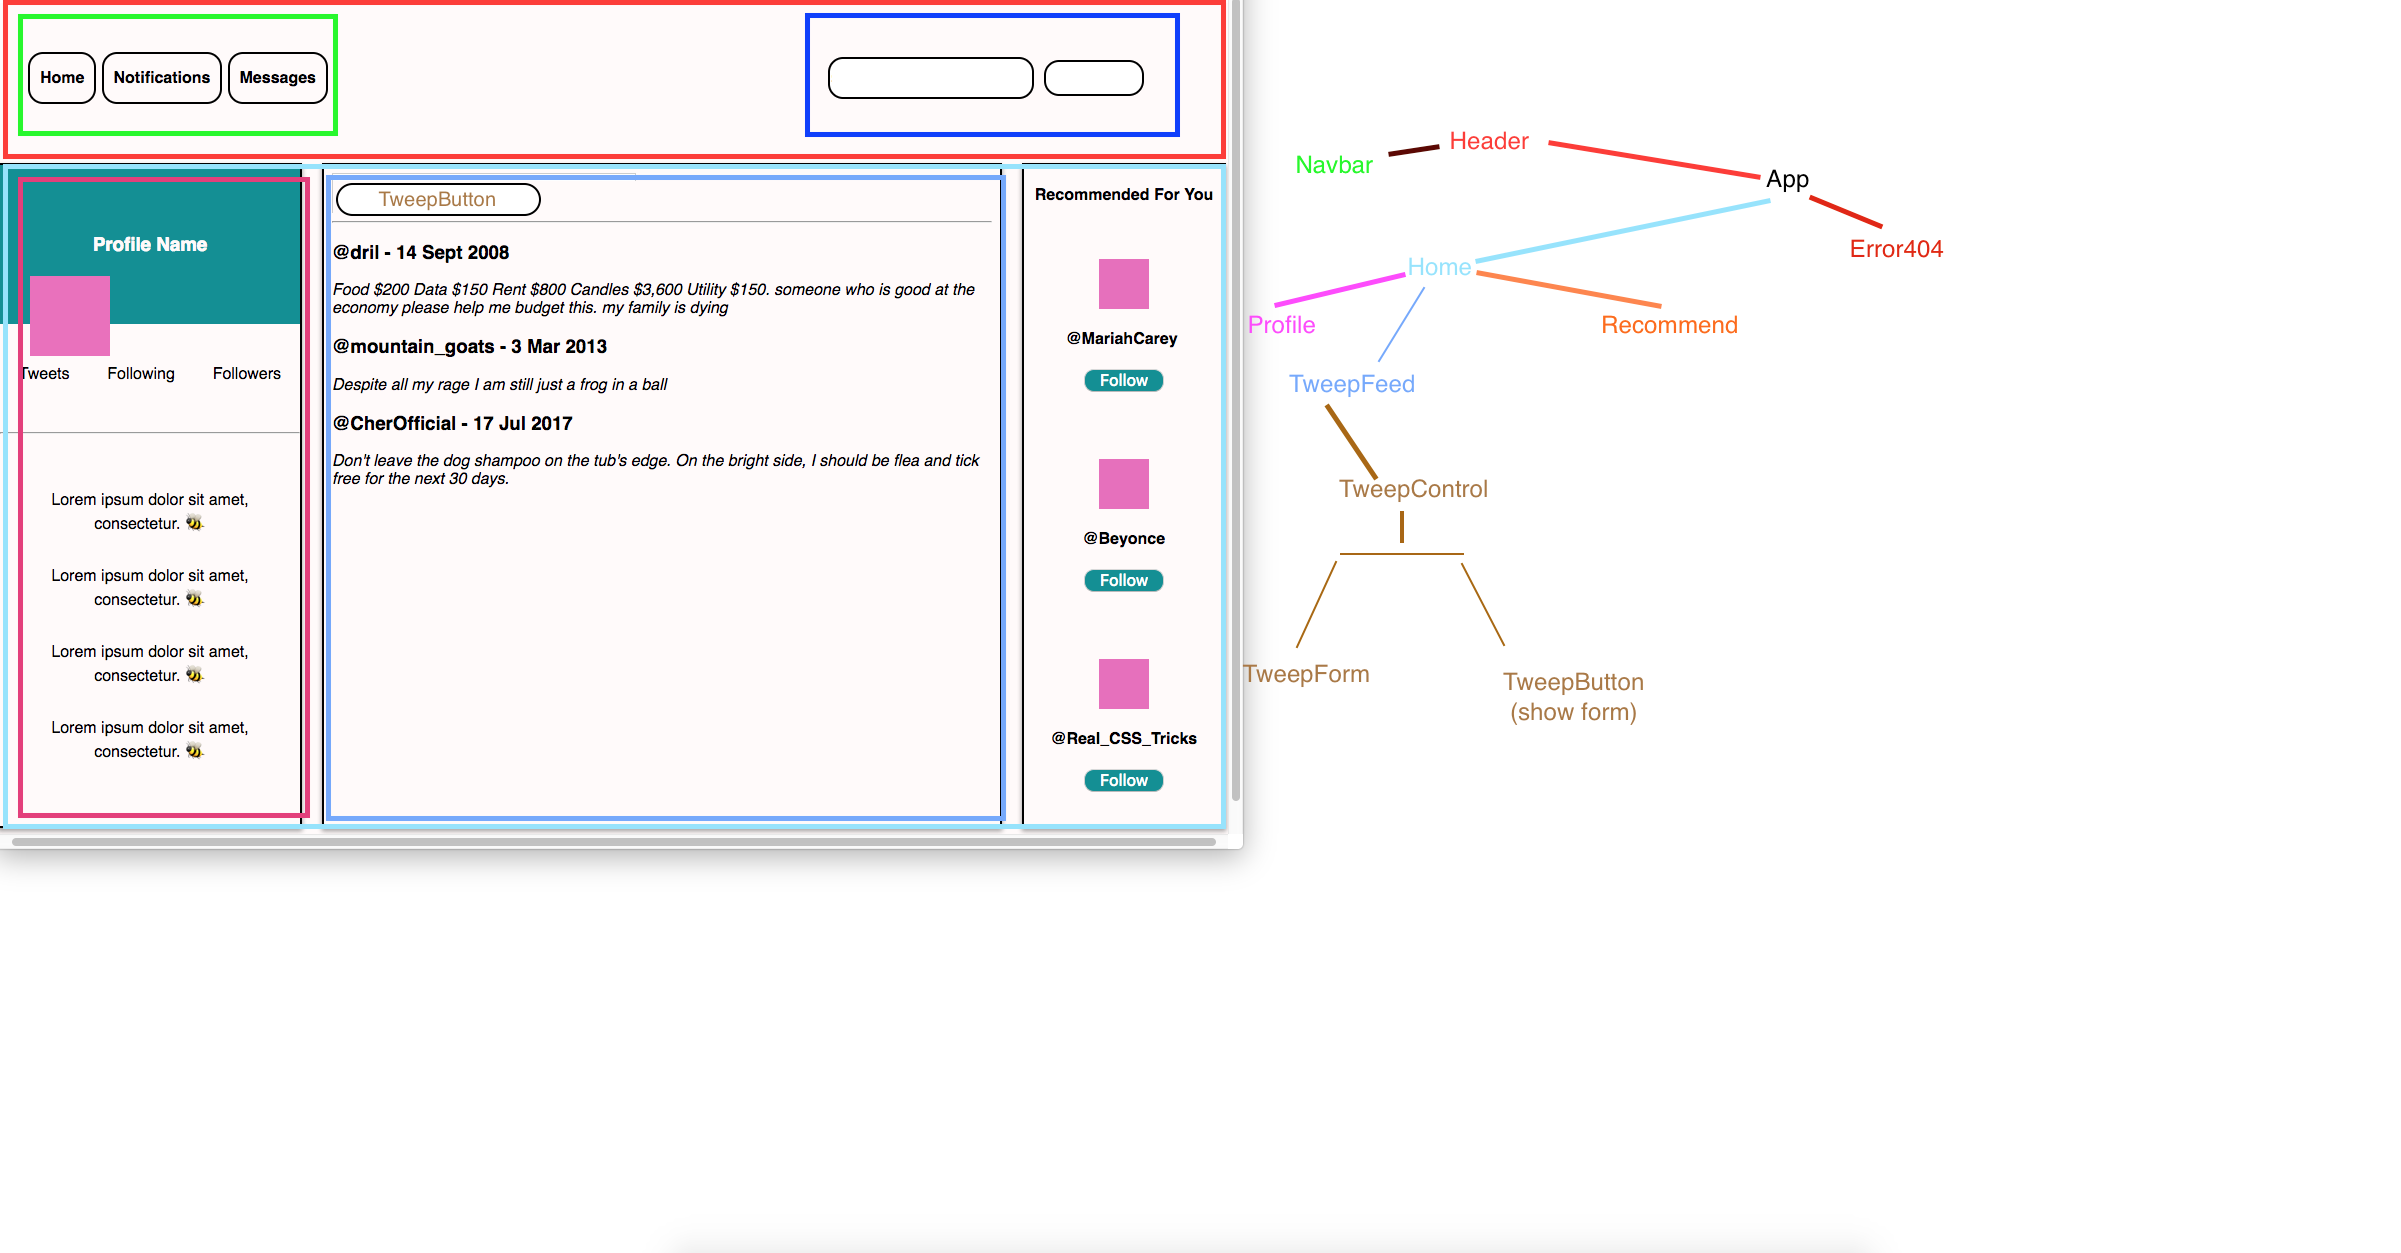 Home
Notifications
Messages
Profile Name
Tweets
Following
Followers
Lorem ipsum dolor sit amet,
consectetur. 🐝
Lorem ipsum dolor sit amet,
consectetur. 🐝
Lorem ipsum dolor sit amet,
consectetur. 🐝
Lorem ipsum dolor sit amet,
consectetur. 🐝
TweepButton
@dril - 14 Sept 2008
Food $200 Data $150 Rent $800 Candles $3,600 Utility $150. someone who is good at the
economy please help me budget this. my family is dying
@mountain_goats - 3 Mar 2013
Despite all my rage I am still just a frog in a ball
@CherOfficial - 17 Jul 2017
Don't leave the dog shampoo on the tub's edge. On the bright side, I should be flea and tick
free for the next 30 days.
Recommended For You
@MariahCarey
Follow
@Beyonce
Follow
@Real_CSS_Tricks
Follow
Header
Navbar
App
Error404
Home
Profile
Recommend
TweepFeed
TweepControl
TweepForm
TweepButton
(show form)